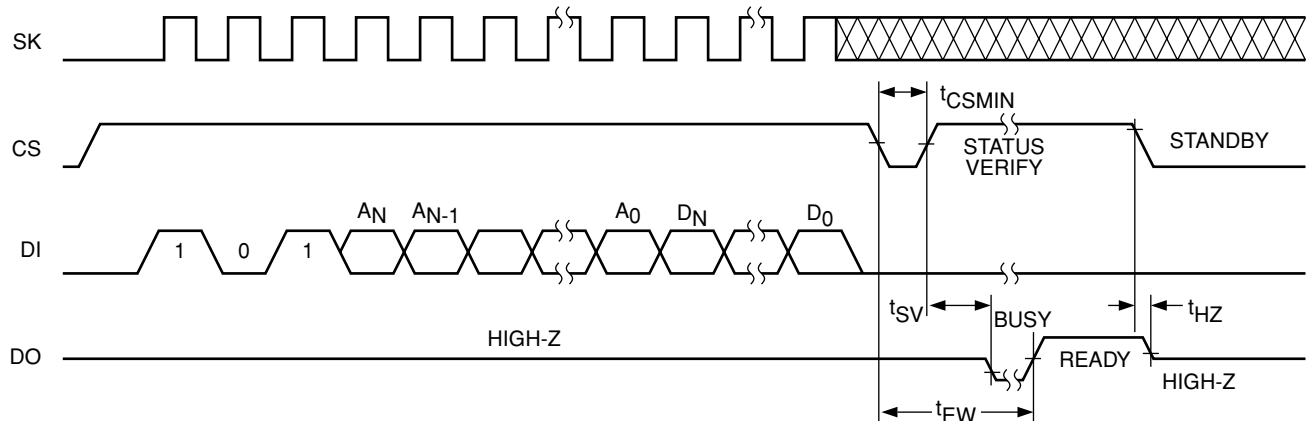 SK
tCSMIN
CS
STATUS
VERIFY
STANDBY
AN
AN-1
A0
DN
D0
DI
1
0
1
tSV
BUSY
tHZ
HIGH-Z
DO
READY
HIGH-Z
tEW